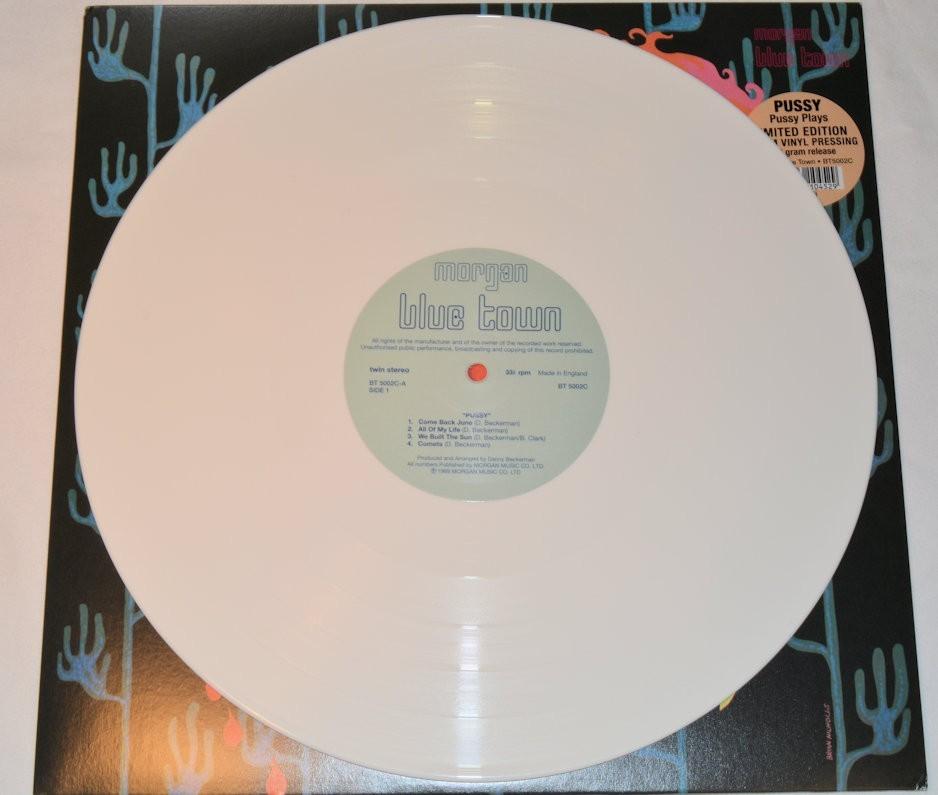 morgan
blue town
PUSSY
Pussy Plays
MITED EDITION
M VINYL PRESSING
gram release
Town • BT5002C
morgan
blue town
All rights of the manufacturer and of the owner of the recorded work reserved.
Unauthorised public performance, broadcasting and copying of this record prohibited.
twin stereo
33⅓ rpm Made in England
BT 5002C-A
SIDE 1
BT 5002C
"PUSSY"
1. Come Back June (D. Beckerman)
2. All Of My Life (D. Beckerman)
3. We Built The Sun (D. Beckerman/B. Clark)
4. Comets (D. Beckerman)
Produced and Arranged by Danny Beckerman
All numbers Published by MORGAN MUSIC CO. LTD.
℗ 1969 MORGAN MUSIC CO. LTD